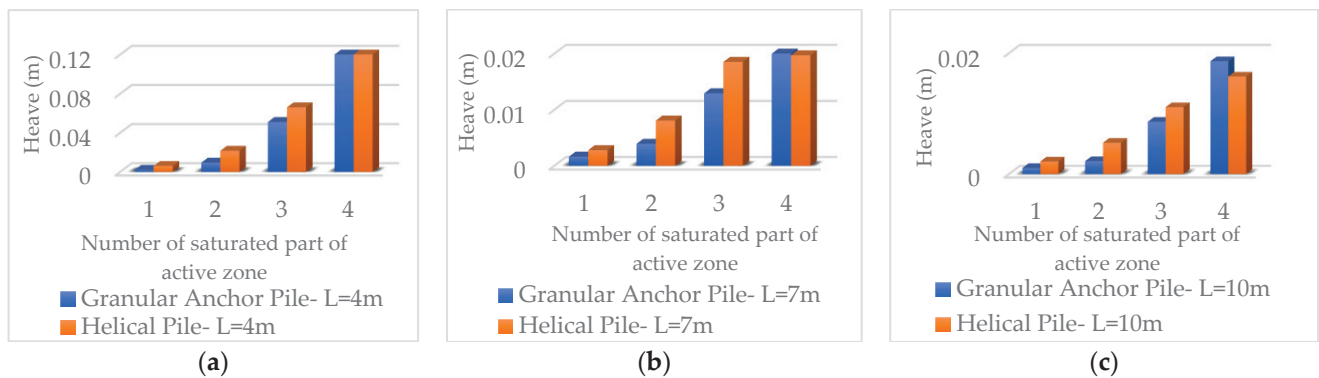 Heave (m)
0.12
0.08
0.04
0
1 2 3 4
Number of saturated part of
active zone
Granular Anchor Pile- L=4m
Helical Pile- L=4m
(a)
Heave (m)
0.02
0.01
0
1 2 3 4
Number of saturated part of
active zone
Granular Anchor Pile- L=7m
Helical Pile- L=7m
(b)
Heave (m)
0.02
0
1 2 3 4
Number of saturated part of
active zone
Granular Anchor Pile- L=10m
Helical Pile- L=10m
(c)